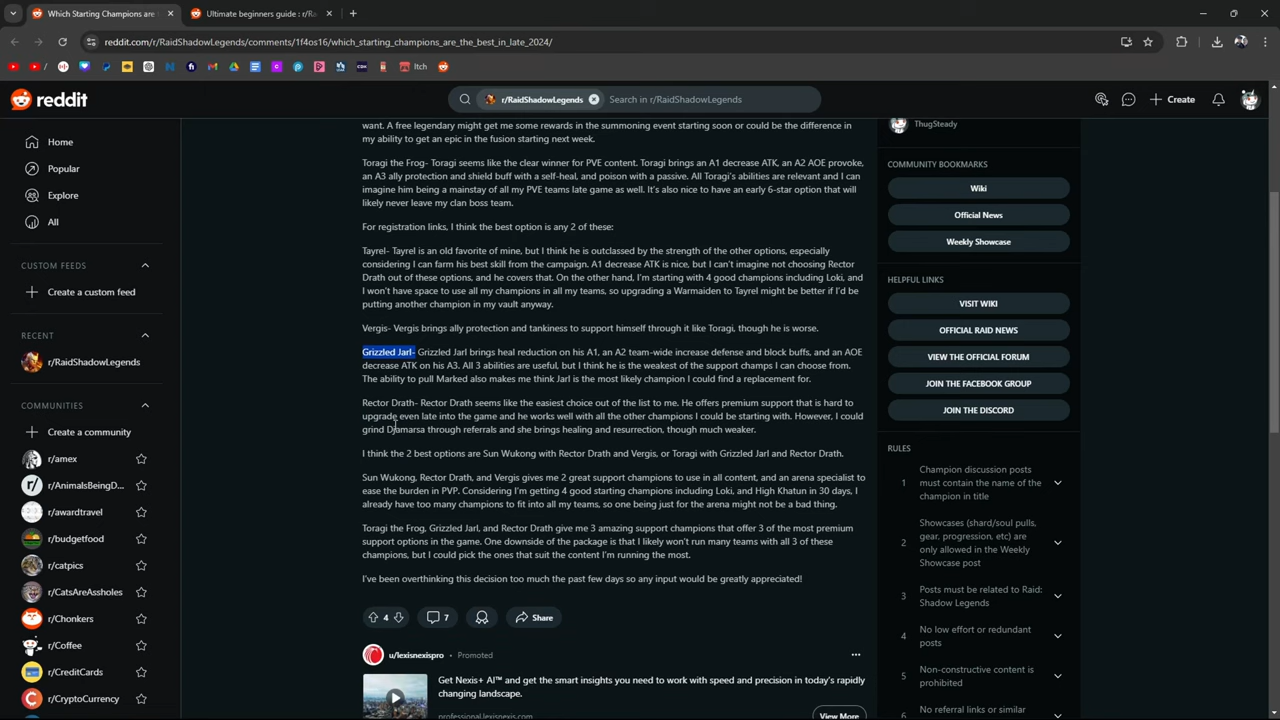 Which Starting Champions are
Ultimate beginners guide : r/Ra
reddit.com/r/RaidShadowLegends/comments/1f4os16/which_starting_champions_are_the_best_in_late_2024/
Itch
reddit
r/RaidShadowLegends
Search in r/RaidShadowLegends
Create
Home
Popular
Explore
All
CUSTOM FEEDS
Create a custom feed
RECENT
r/RaidShadowLegends
COMMUNITIES
Create a community
r/amex
r/AnimalsBeingD...
r/awardtravel
r/budgetfood
r/catpics
r/CatsAreAssholes
r/Chonkers
r/Coffee
r/CreditCards
r/CryptoCurrency
want. A free legendary might get me some rewards in the summoning event starting soon or could be the difference in
my ability to get an epic in the fusion starting next week.
Toragi the Frog- Toragi seems like the clear winner for PVE content. Toragi brings an A1 decrease ATK, an A2 AOE provoke,
an A3 ally protection and shield buff with a self-heal, and poison with a passive. All Toragi's abilities are relevant and I can
imagine him being a mainstay of all my PVE teams late game as well. It's also nice to have an early 6-star option that will
likely never leave my clan boss team.
For registration links, I think the best option is any 2 of these:
Tayrel- Tayrel is an old favorite of mine, but I think he is outclassed by the strength of the other options, especially
considering I can farm his best skill from the campaign. A1 decrease ATK is nice, but I can't imagine not choosing Rector
Drath out of these options, and he covers that. On the other hand, I'm starting with 4 good champions including Loki, and
I won't have space to use all my champions in all my teams, so upgrading a Warmaiden to Tayrel might be better if I'd be
putting another champion in my vault anyway.
Vergis- Vergis brings ally protection and tankiness to support himself through it like Toragi, though he is worse.
Grizzled Jarl- Grizzled Jarl brings heal reduction on his A1, an A2 team-wide increase defense and block buffs, and an AOE
decrease ATK on his A3. All 3 abilities are useful, but I think he is the weakest of the support champs I can choose from.
The ability to pull Marked also makes me think Jarl is the most likely champion I could find a replacement for.
Rector Drath- Rector Drath seems like the easiest choice out of the list to me. He offers premium support that is hard to
upgrade even late into the game and he works well with all the other champions I could be starting with. However, I could
grind Djamarsa through referrals and she brings healing and resurrection, though much weaker.
I think the 2 best options are Sun Wukong with Rector Drath and Vergis, or Toragi with Grizzled Jarl and Rector Drath.
Sun Wukong, Rector Drath, and Vergis gives me 2 great support champions to use in all content, and an arena specialist to
ease the burden in PVP. Considering I'm getting 4 good starting champions including Loki, and High Khatun in 30 days, I
already have too many champions to fit into all my teams, so one being just for the arena might not be a bad thing.
Toragi the Frog, Grizzled Jarl, and Rector Drath give me 3 amazing support champions that offer 3 of the most premium
support options in the game. One downside of the package is that I likely won't run many teams with all 3 of these
champions, but I could pick the ones that suit the content I'm running the most.
I've been overthinking this decision too much the past few days so any input would be greatly appreciated!
4
7
Share
u/lexisnexispro • Promoted
Get Nexis+ AI™ and get the smart insights you need to work with speed and precision in today's rapidly
changing landscape.
professional.lexisnexis.com
View More
ThugSteady
COMMUNITY BOOKMARKS
Wiki
Official News
Weekly Showcase
HELPFUL LINKS
VISIT WIKI
OFFICIAL RAID NEWS
VIEW THE OFFICIAL FORUM
JOIN THE FACEBOOK GROUP
JOIN THE DISCORD
RULES
1 Champion discussion posts
must contain the name of the
champion in title
2 Showcases (shard/soul pulls,
gear, progression, etc) are
only allowed in the Weekly
Showcase post
3 Posts must be related to Raid:
Shadow Legends
4 No low effort or redundant
posts
5 Non-constructive content is
prohibited
6 No referral links or similar